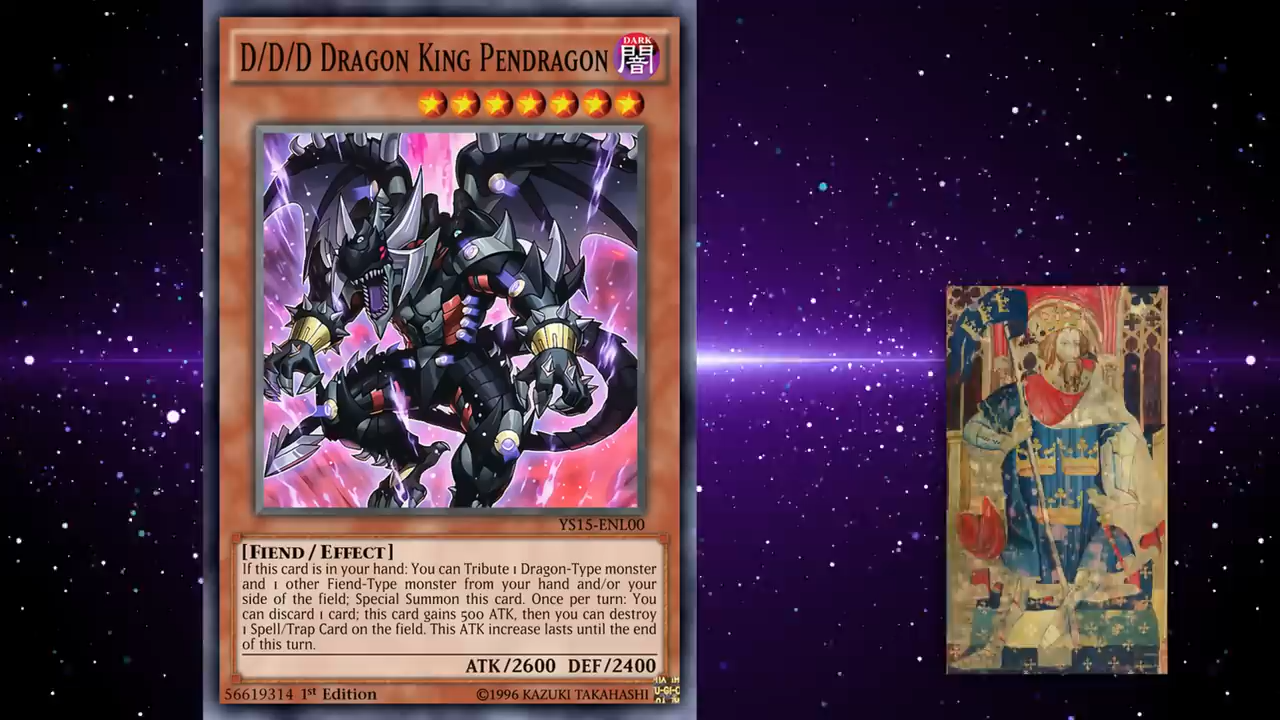 D/D/D DRAGON KING PENDRAGON
DARK
闇
YS15-ENL00
[FIEND / EFFECT]
If this card is in your hand: You can Tribute 1 Dragon-Type monster
and 1 other Fiend-Type monster from your hand and/or your
side of the field; Special Summon this card. Once per turn: You
can discard 1 card; this card gains 500 ATK, then you can destroy
1 Spell/Trap Card on the field. This ATK increase lasts until the end
of this turn.
ATK/2600 DEF/2400
56619314 1st Edition ©1996 KAZUKI TAKAHASHI